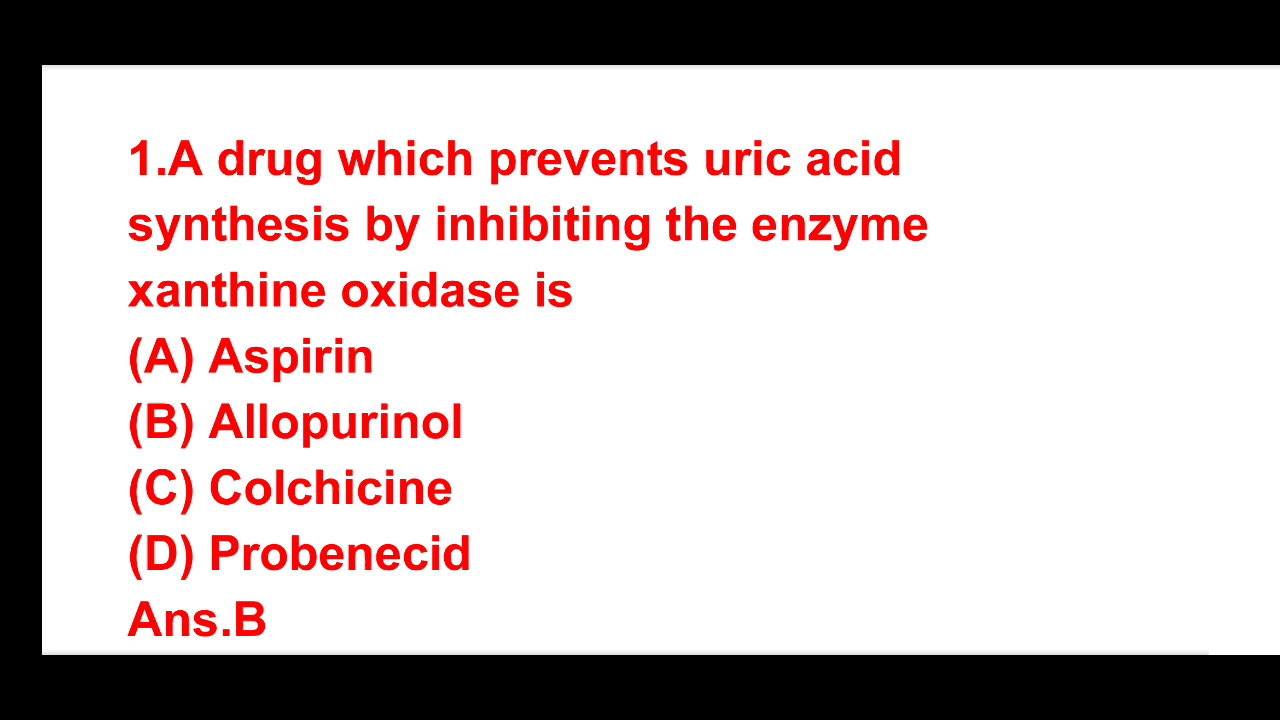 1.A drug which prevents uric acid
synthesis by inhibiting the enzyme
xanthine oxidase is
(A) Aspirin
(B) Allopurinol
(C) Colchicine
(D) Probenecid
Ans.B